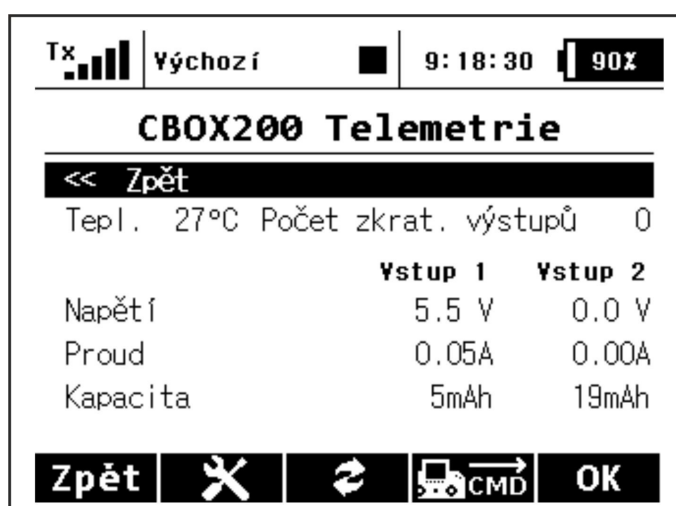 Tx Výchozí 9:18:30 90%
CBOX200 Telemetrie
<< Zpět
Tepl. 27°C Počet zkrat. výstupů 0
Vstup 1 Vstup 2
Napětí 5.5 V 0.0 V
Proud 0.05A 0.00A
Kapacita 5mAh 19mAh
Zpět CMD OK